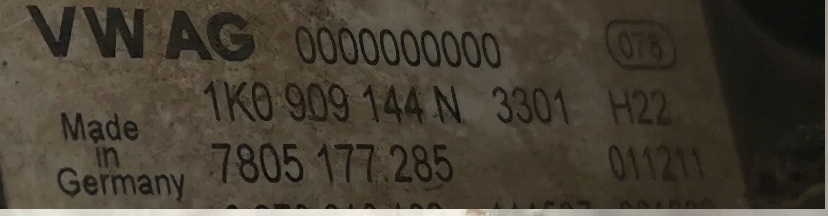 VW AG 0000000000 078
1K0 909 144 N 3301 H22
Made
in
Germany
7805 177.285 011211